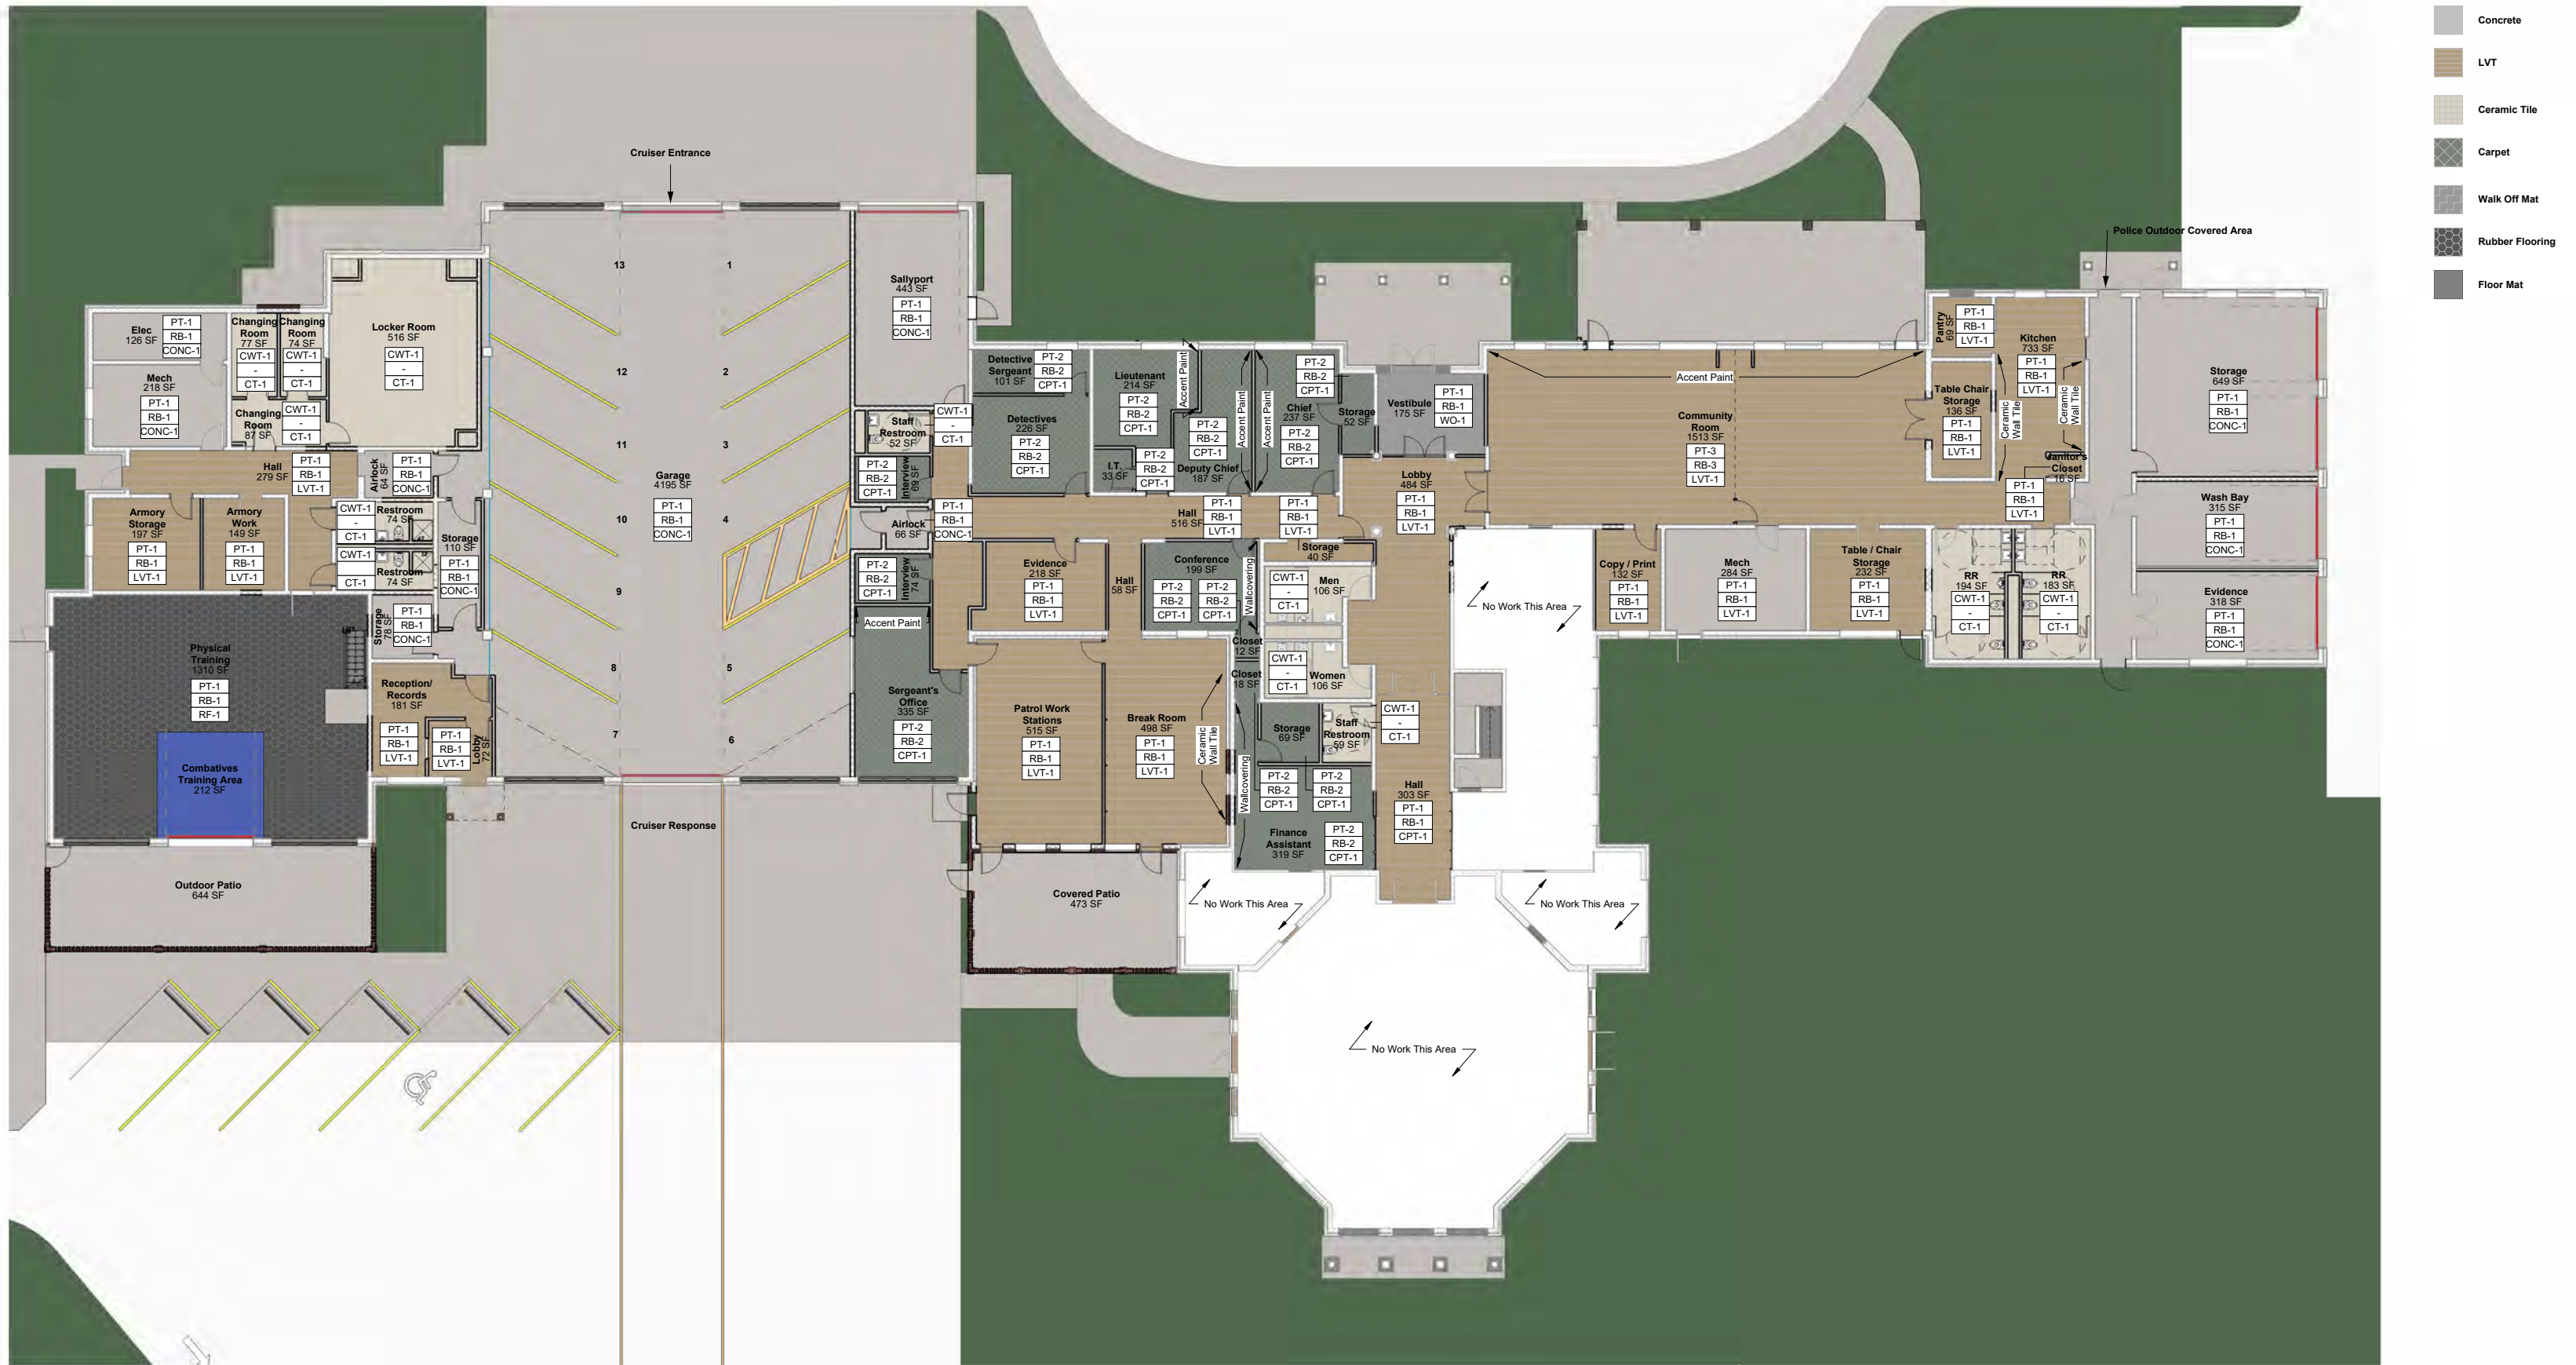 Concrete
LVT
Ceramic Tile
Carpet
Walk Off Mat
Rubber Flooring
Floor Mat
Cruiser Entrance
Police Outdoor Covered Area
13
1
12
2
11
3
10
4
9
8
5
7
6
Garage
4195 SF
PT-1
RB-1
CONC-1
Sallyport
443 SF
PT-1
RB-1
CONC-1
Elec
126 SF
PT-1
RB-1
CONC-1
Mech
218 SF
PT-1
RB-1
CONC-1
Changing
Room
77 SF
CWT-1
-
CT-1
Changing
Room
74 SF
CWT-1
-
CT-1
Changing
Room
87 SF
CWT-1
-
CT-1
Locker Room
516 SF
CWT-1
-
CT-1
Hall
279 SF
PT-1
RB-1
LVT-1
Airlock
64 SF
PT-1
RB-1
CONC-1
Armory
Storage
197 SF
PT-1
RB-1
LVT-1
Armory
Work
149 SF
PT-1
RB-1
LVT-1
Restroom
74 SF
CWT-1
-
CT-1
Restroom
74 SF
CWT-1
CT-1
Storage
110 SF
PT-1
RB-1
CONC-1
Storage
78 SF
PT-1
RB-1
CONC-1
UP
Physical
Training
1310 SF
PT-1
RB-1
RF-1
Combatives
Training Area
212 SF
Reception/
Records
181 SF
PT-1
RB-1
LVT-1
Lobby
72 SF
PT-1
RB-1
LVT-1
Outdoor Patio
644 SF
Cruiser Response
Staff
Restroom
52 SF
CWT-1
-
CT-1
Interview
69 SF
PT-2
RB-2
CPT-1
Airlock
66 SF
PT-1
RB-1
LVT-1
CONC-1
Interview
74 SF
PT-2
RB-2
CPT-1
Accent Paint
Sergeant's
Office
335 SF
PT-2
RB-2
CPT-1
Detective
Sergeant
101 SF
PT-2
RB-2
CPT-1
Detectives
226 SF
PT-2
RB-2
CPT-1
Lieutenant
214 SF
PT-2
RB-2
CPT-1
Accent Paint
I.T.
33 SF
PT-2
RB-2
CPT-1
PT-2
RB-2
CPT-1
Deputy Chief
187 SF
Accent Paint
Accent Paint
PT-2
RB-2
CPT-1
Chief
237 SF
PT-2
RB-2
CPT-1
Storage
52 SF
Vestibule
175 SF
PT-1
RB-1
WO-1
Hall
516 SF
PT-1
RB-1
LVT-1
PT-1
RB-1
LVT-1
Lobby
484 SF
PT-1
RB-1
LVT-1
Evidence
218 SF
PT-1
RB-1
LVT-1
Hall
58 SF
Conference
199 SF
PT-2
RB-2
CPT-1
PT-2
RB-2
CPT-1
Wallcovering
Storage
40 SF
Men
106 SF
CWT-1
-
CT-1
Closet
12 SF
Closet
18 SF
CWT-1
-
CT-1
Women
106 SF
Patrol Work
Stations
515 SF
PT-1
RB-1
LVT-1
Break Room
498 SF
PT-1
RB-1
LVT-1
Ceramic
Wall Tile
Wallcovering
Storage
69 SF
Staff
Restroom
59 SF
CWT-1
-
CT-1
PT-2
RB-2
CPT-1
PT-2
RB-2
CPT-1
Finance
Assistant
319 SF
PT-2
RB-2
CPT-1
Hall
303 SF
PT-1
RB-1
CPT-1
Covered Patio
473 SF
No Work This Area
No Work This Area
No Work This Area
No Work This Area
Accent Paint
Community
Room
1513 SF
PT-3
RB-3
LVT-1
Copy / Print
132 SF
PT-1
RB-1
LVT-1
Mech
284 SF
PT-1
RB-1
LVT-1
Table / Chair
Storage
232 SF
PT-1
RB-1
LVT-1
Pantry
69 SF
PT-1
RB-1
LVT-1
Kitchen
733 SF
PT-1
RB-1
LVT-1
Table Chair
Storage
136 SF
PT-1
RB-1
LVT-1
Ceramic
Wall Tile
Ceramic
Wall Tile
Janitor's
Closet
16 SF
PT-1
RB-1
LVT-1
RR
194 SF
CWT-1
-
CT-1
RR
183 SF
CWT-1
-
CT-1
Storage
649 SF
PT-1
RB-1
CONC-1
Wash Bay
315 SF
PT-1
RB-1
CONC-1
Evidence
318 SF
PT-1
RB-1
CONC-1